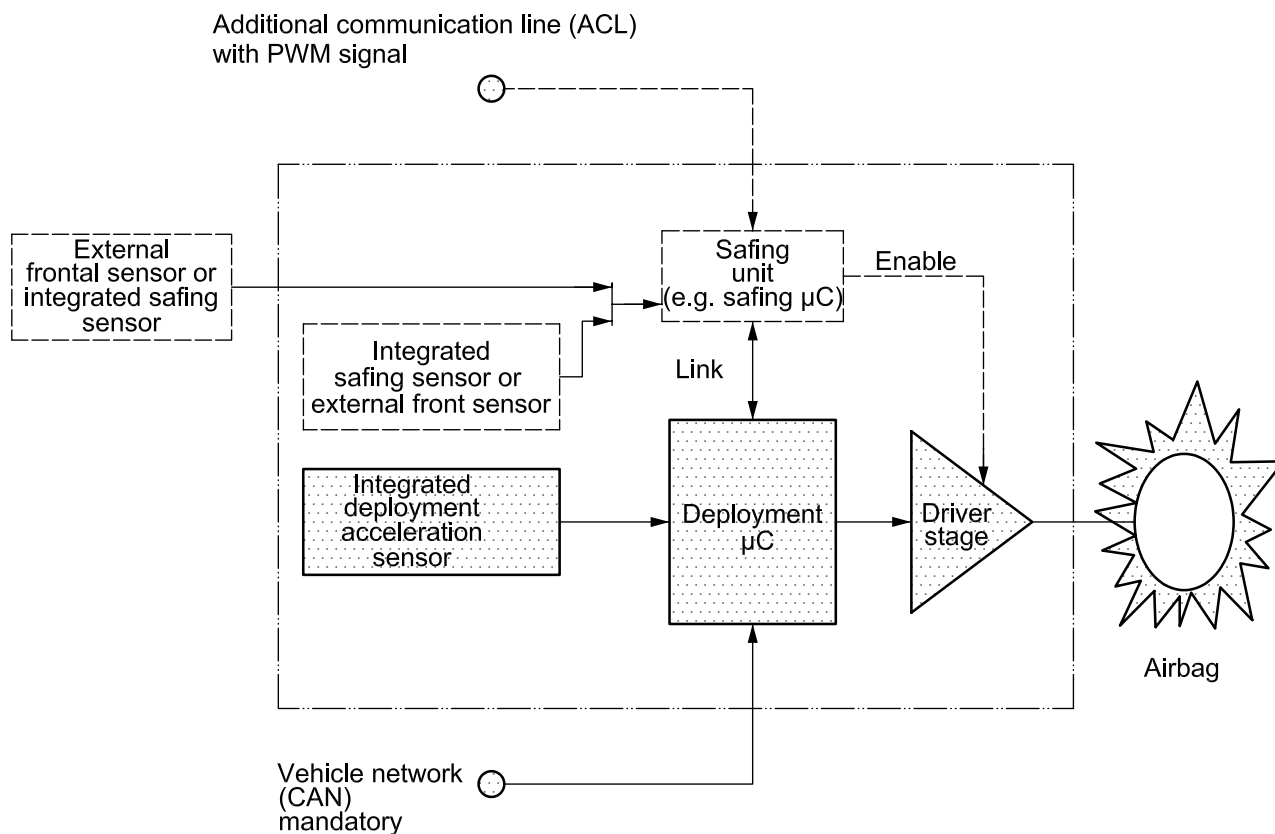 Additional communication line (ACL)
with PWM signal
External
frontal sensor or
integrated safing
sensor
Safing
unit
(e.g. safing µC)
Enable
Integrated
safing sensor or
external front sensor
Link
Integrated
deployment
acceleration
sensor
Deployment
µC
Driver
stage
Airbag
Vehicle network
(CAN)
mandatory